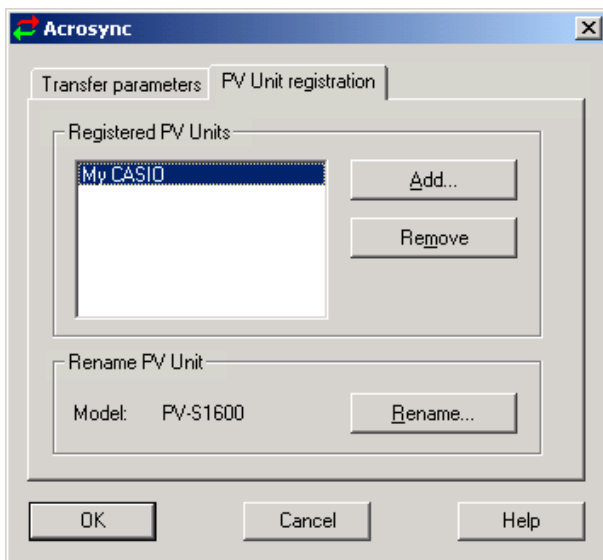 Acrosync
Transfer parameters PV Unit registration
Registered PV Units
My CASIO
Add...
Remove
Rename PV Unit
Model: PV-S1600 Rename...
OK Cancel Help